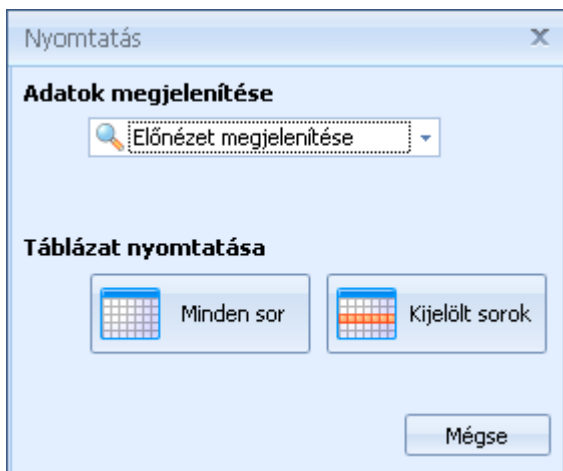 Nyomtatás
Adatok megjelenítése
Előnézet megjelenítése
Táblázat nyomtatása
Minden sor
Kijelölt sorok
Mégse